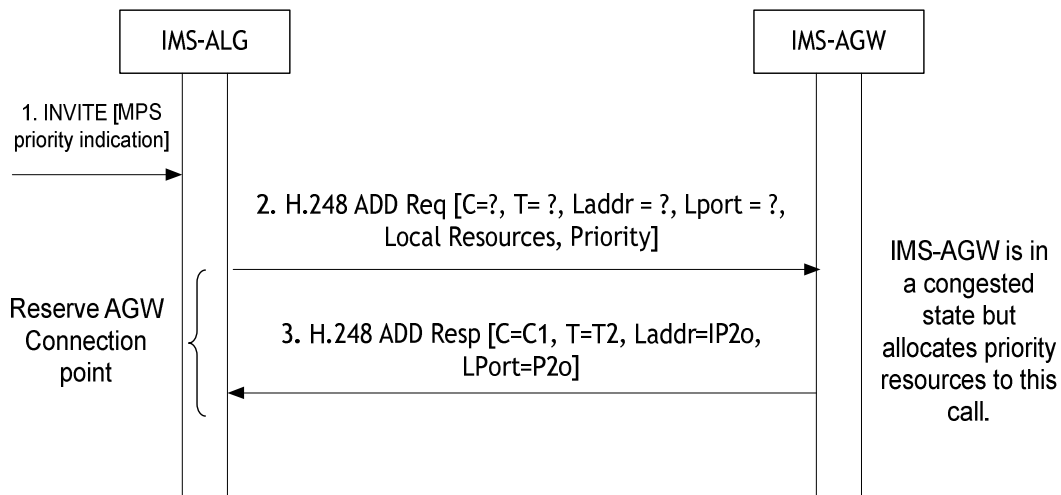 IMS-ALG
IMS-AGW
1. INVITE [MPS
priority indication]
2. H.248 ADD Req [C=?, T= ?, Laddr = ?, Lport = ?,
Local Resources, Priority]
IMS-AGW is in
a congested
state but
allocates priority
resources to this
call.
Reserve AGW
Connection
point
3. H.248 ADD Resp [C=C1, T=T2, Laddr=IP2o,
LPort=P2o]